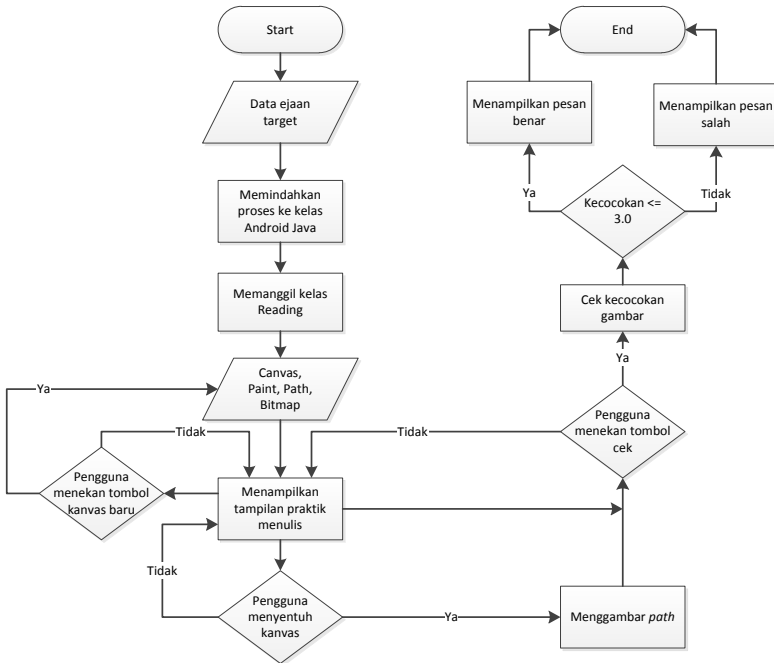 Start
Data ejaan
target
Memindahkan
proses ke kelas
Android Java
Memanggil kelas
Reading
Canvas,
Paint, Path,
Bitmap
Ya
Tidak
Pengguna
menekan tombol
kanvas baru
Menampilkan
tampilan praktik
menulis
Tidak
Pengguna
menyentuh
kanvas
Ya
Menggambar path
Tidak
Pengguna
menekan tombol
cek
Ya
Cek kecocokan
gambar
Kecocokan <=
3.0
Ya
Tidak
Menampilkan pesan
benar
Menampilkan pesan
salah
End